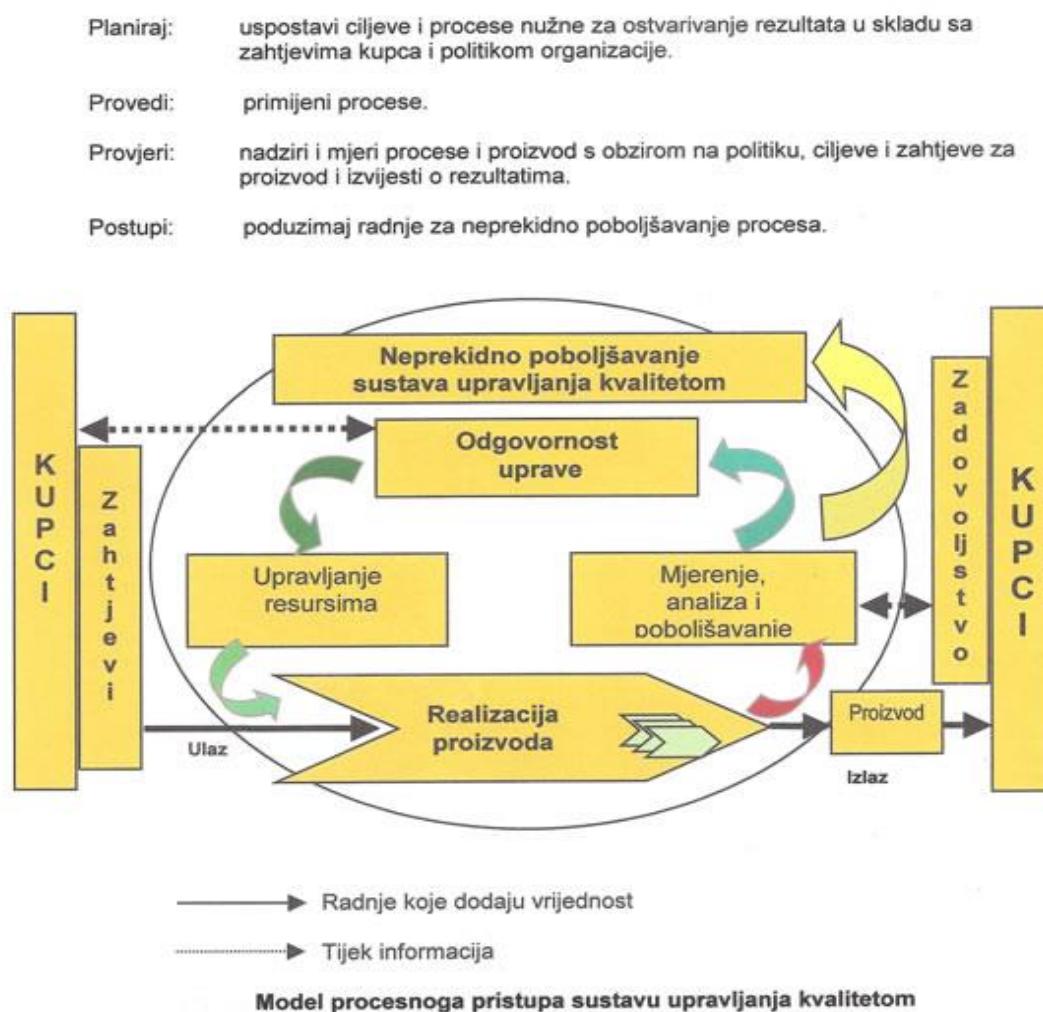 Planiraj: uspostavi ciljeve i procese nužne za ostvarivanje rezultata u skladu sa
zahtjevima kupca i politikom organizacije.
Provedi: primijeni procese.
Provjeri: nadziri i mjeri procese i proizvod s obzirom na politiku, ciljeve i zahtjeve za
proizvod i izvijesti o rezultatima.
Postupi: poduzimaj radnje za neprekidno poboljšavanje procesa.
KUPCI
Zahtjevi
Neprekidno poboljšavanje
sustava upravljanja kvalitetom
Odgovornost
uprave
Upravljanje
resursima
Mjerenje,
analiza i
poboljšavanje
Zadovoljstvo
KUPCI
Realizacija
proizvoda
Ulaz
Proizvod
Izlaz
Radnje koje dodaju vrijednost
Tijek informacija
Model procesnoga pristupa sustavu upravljanja kvalitetom